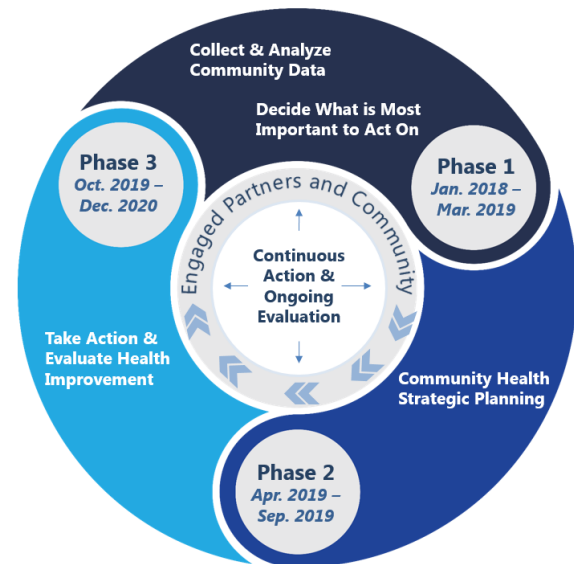 Collect & Analyze
Community Data
Decide What is Most
Important to Act On
Phase 1
Jan. 2018 –
Mar. 2019
Phase 3
Oct. 2019 –
Dec. 2020
Engaged Partners and Community
Continuous
Action &
Ongoing
Evaluation
Take Action &
Evaluate Health
Improvement
Community Health
Strategic Planning
Phase 2
Apr. 2019 –
Sep. 2019